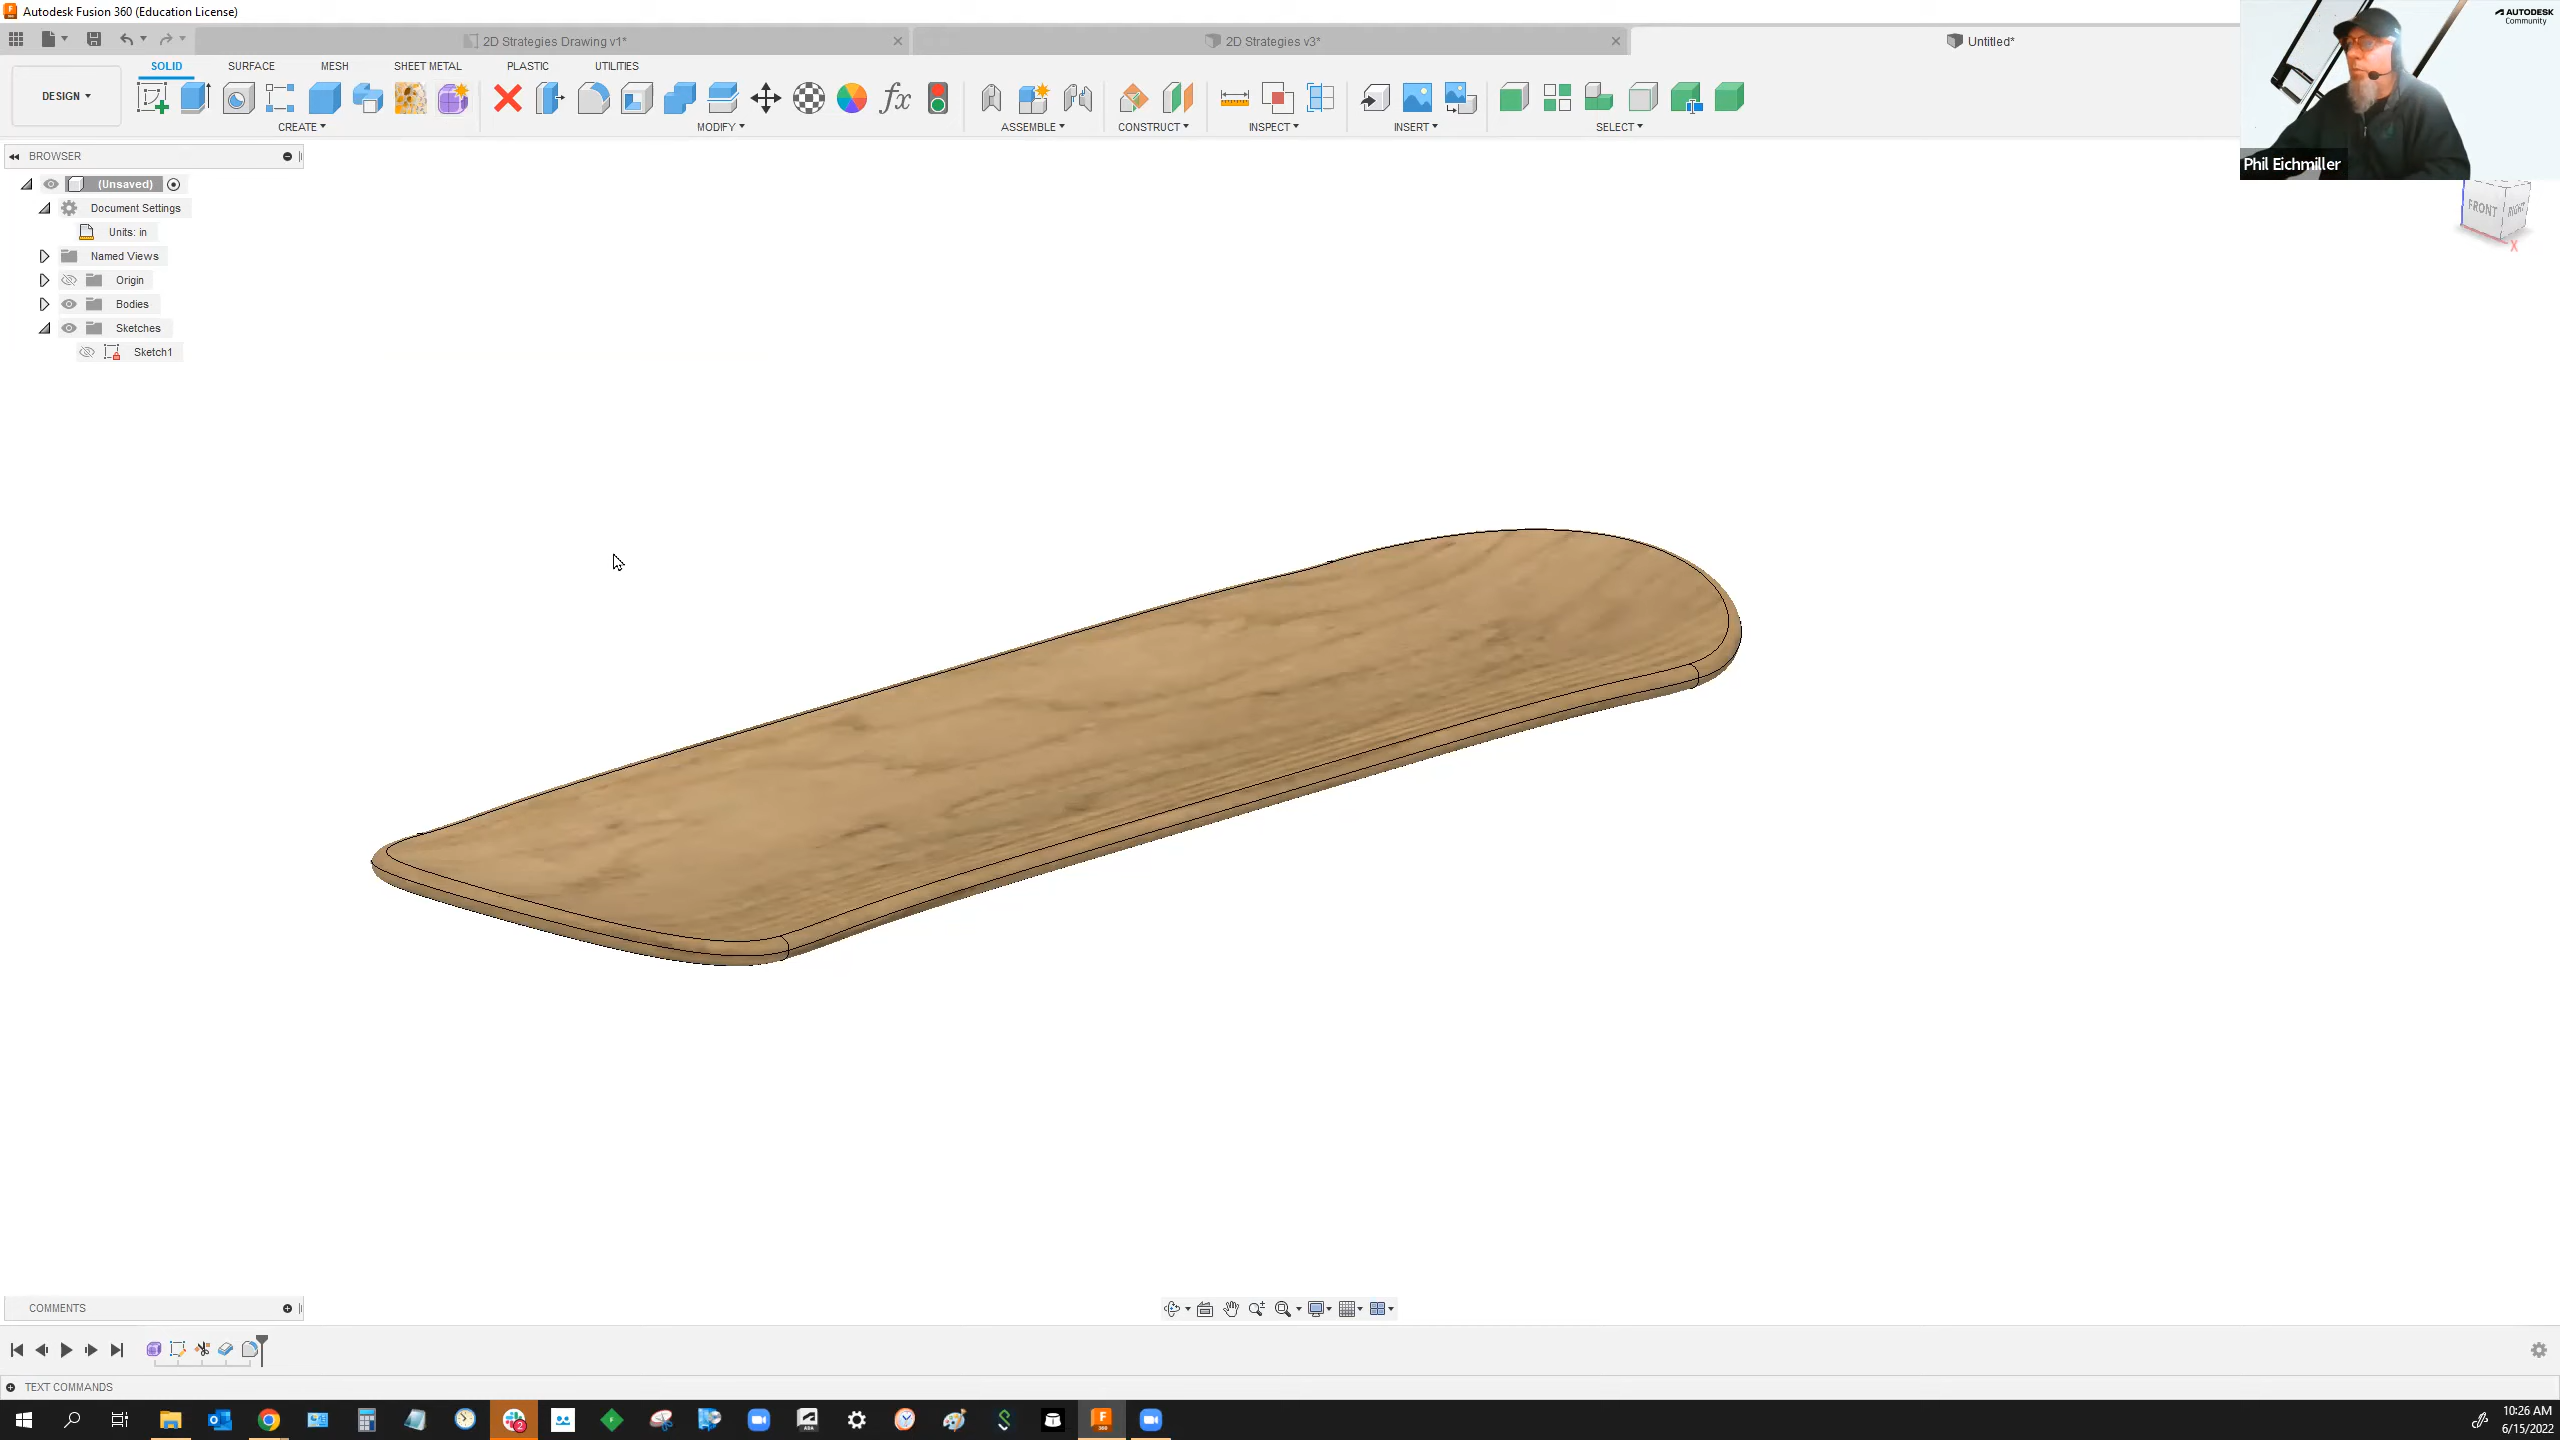 Autodesk Fusion 360 (Education License)
AUTODESK
Community
2D Strategies Drawing v1*
2D Strategies v3*
Untitled*
SOLID
SURFACE
MESH
SHEET METAL
PLASTIC
UTILITIES
DESIGN
CREATE
MODIFY
ASSEMBLE
CONSTRUCT
INSPECT
INSERT
SELECT
Phil Eichmiller
FRONT
RIGHT
X
BROWSER
(Unsaved)
Document Settings
Units: in
Named Views
Origin
Bodies
Sketches
Sketch1
COMMENTS
TEXT COMMANDS
10:26 AM
6/15/2022